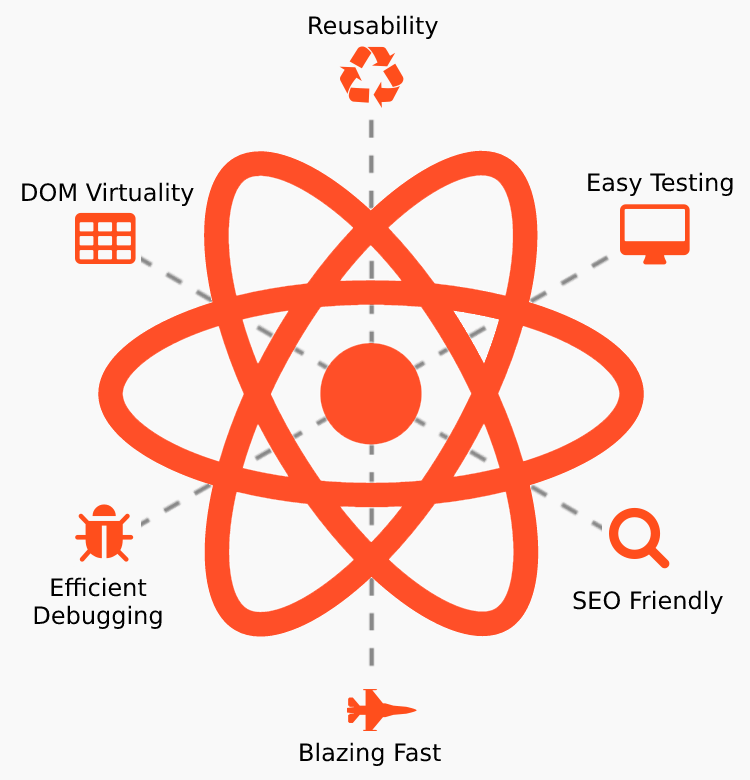 Reusability
DOM Virtuality
Easy Testing
Efficient
Debugging
SEO Friendly
Blazing Fast